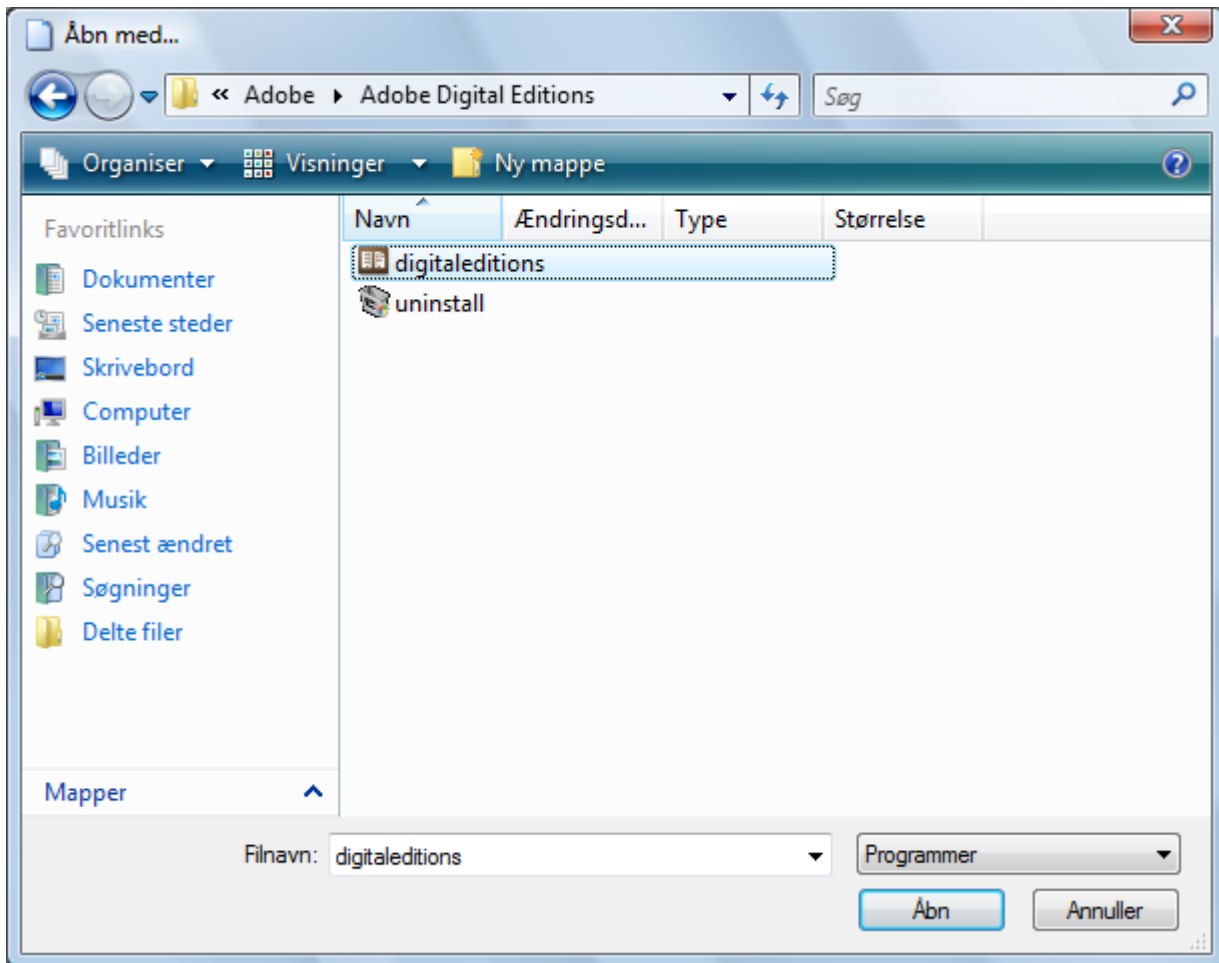 Åbn med...
« Adobe Adobe Digital Editions Søg
Organiser Visninger Ny mappe
Favoritlinks
Dokumenter
Seneste steder
Skrivebord
Computer
Billeder
Musik
Senest ændret
Søgninger
Delte filer
Mapper
Navn Ændringsd... Type Størrelse
digitaleditions
uninstall
Filnavn: digitaleditions Programmer
Åbn Annuller